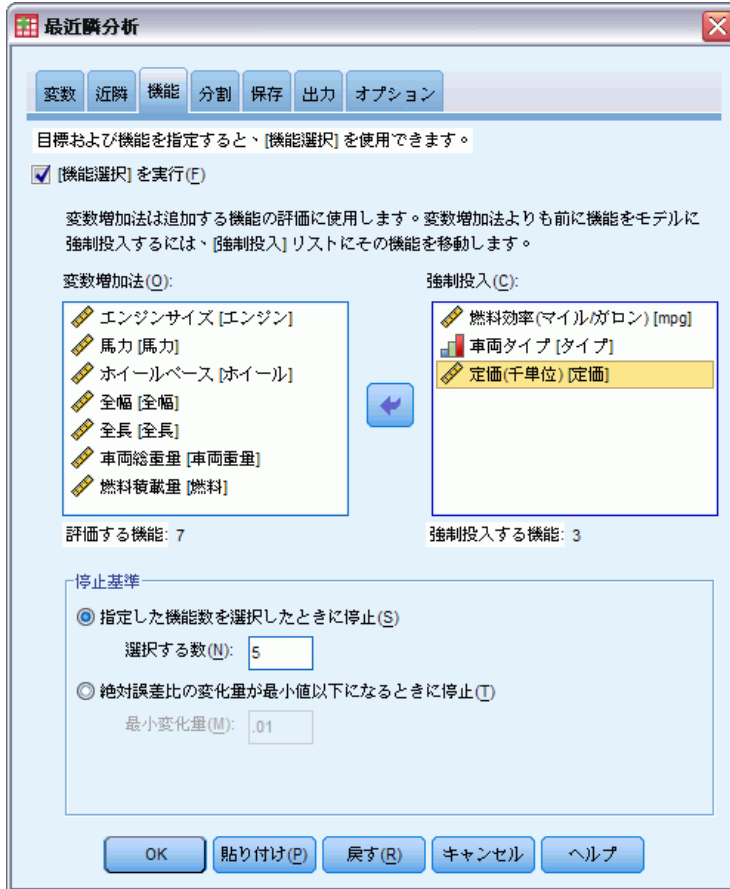 最近隣分析
変数 近隣 機能 分割 保存 出力 オプション
目標および機能を指定すると、[機能選択] を使用できます。
[機能選択] を実行(F)
変数増加法は追加する機能の評価に使用します。変数増加法よりも前に機能をモデルに
強制投入するには、[強制投入] リストにその機能を移動します。
変数増加法(O):
エンジンサイズ [エンジン]
馬力 [馬力]
ホイールベース [ホイール]
全幅 [全幅]
全長 [全長]
車両総重量 [車両重量]
燃料積載量 [燃料]
評価する機能: 7
強制投入(C):
燃料効率(マイル/ガロン) [mpg]
車両タイプ [タイプ]
定価(千単位) [定価]
強制投入する機能: 3
停止基準
指定した機能数を選択したときに停止(S)
選択する数(N): 5
絶対誤差比の変化量が最小値以下になるときに停止(T)
最小変化量(M): .01
OK 貼り付け(P) 戻す(R) キャンセル ヘルプ